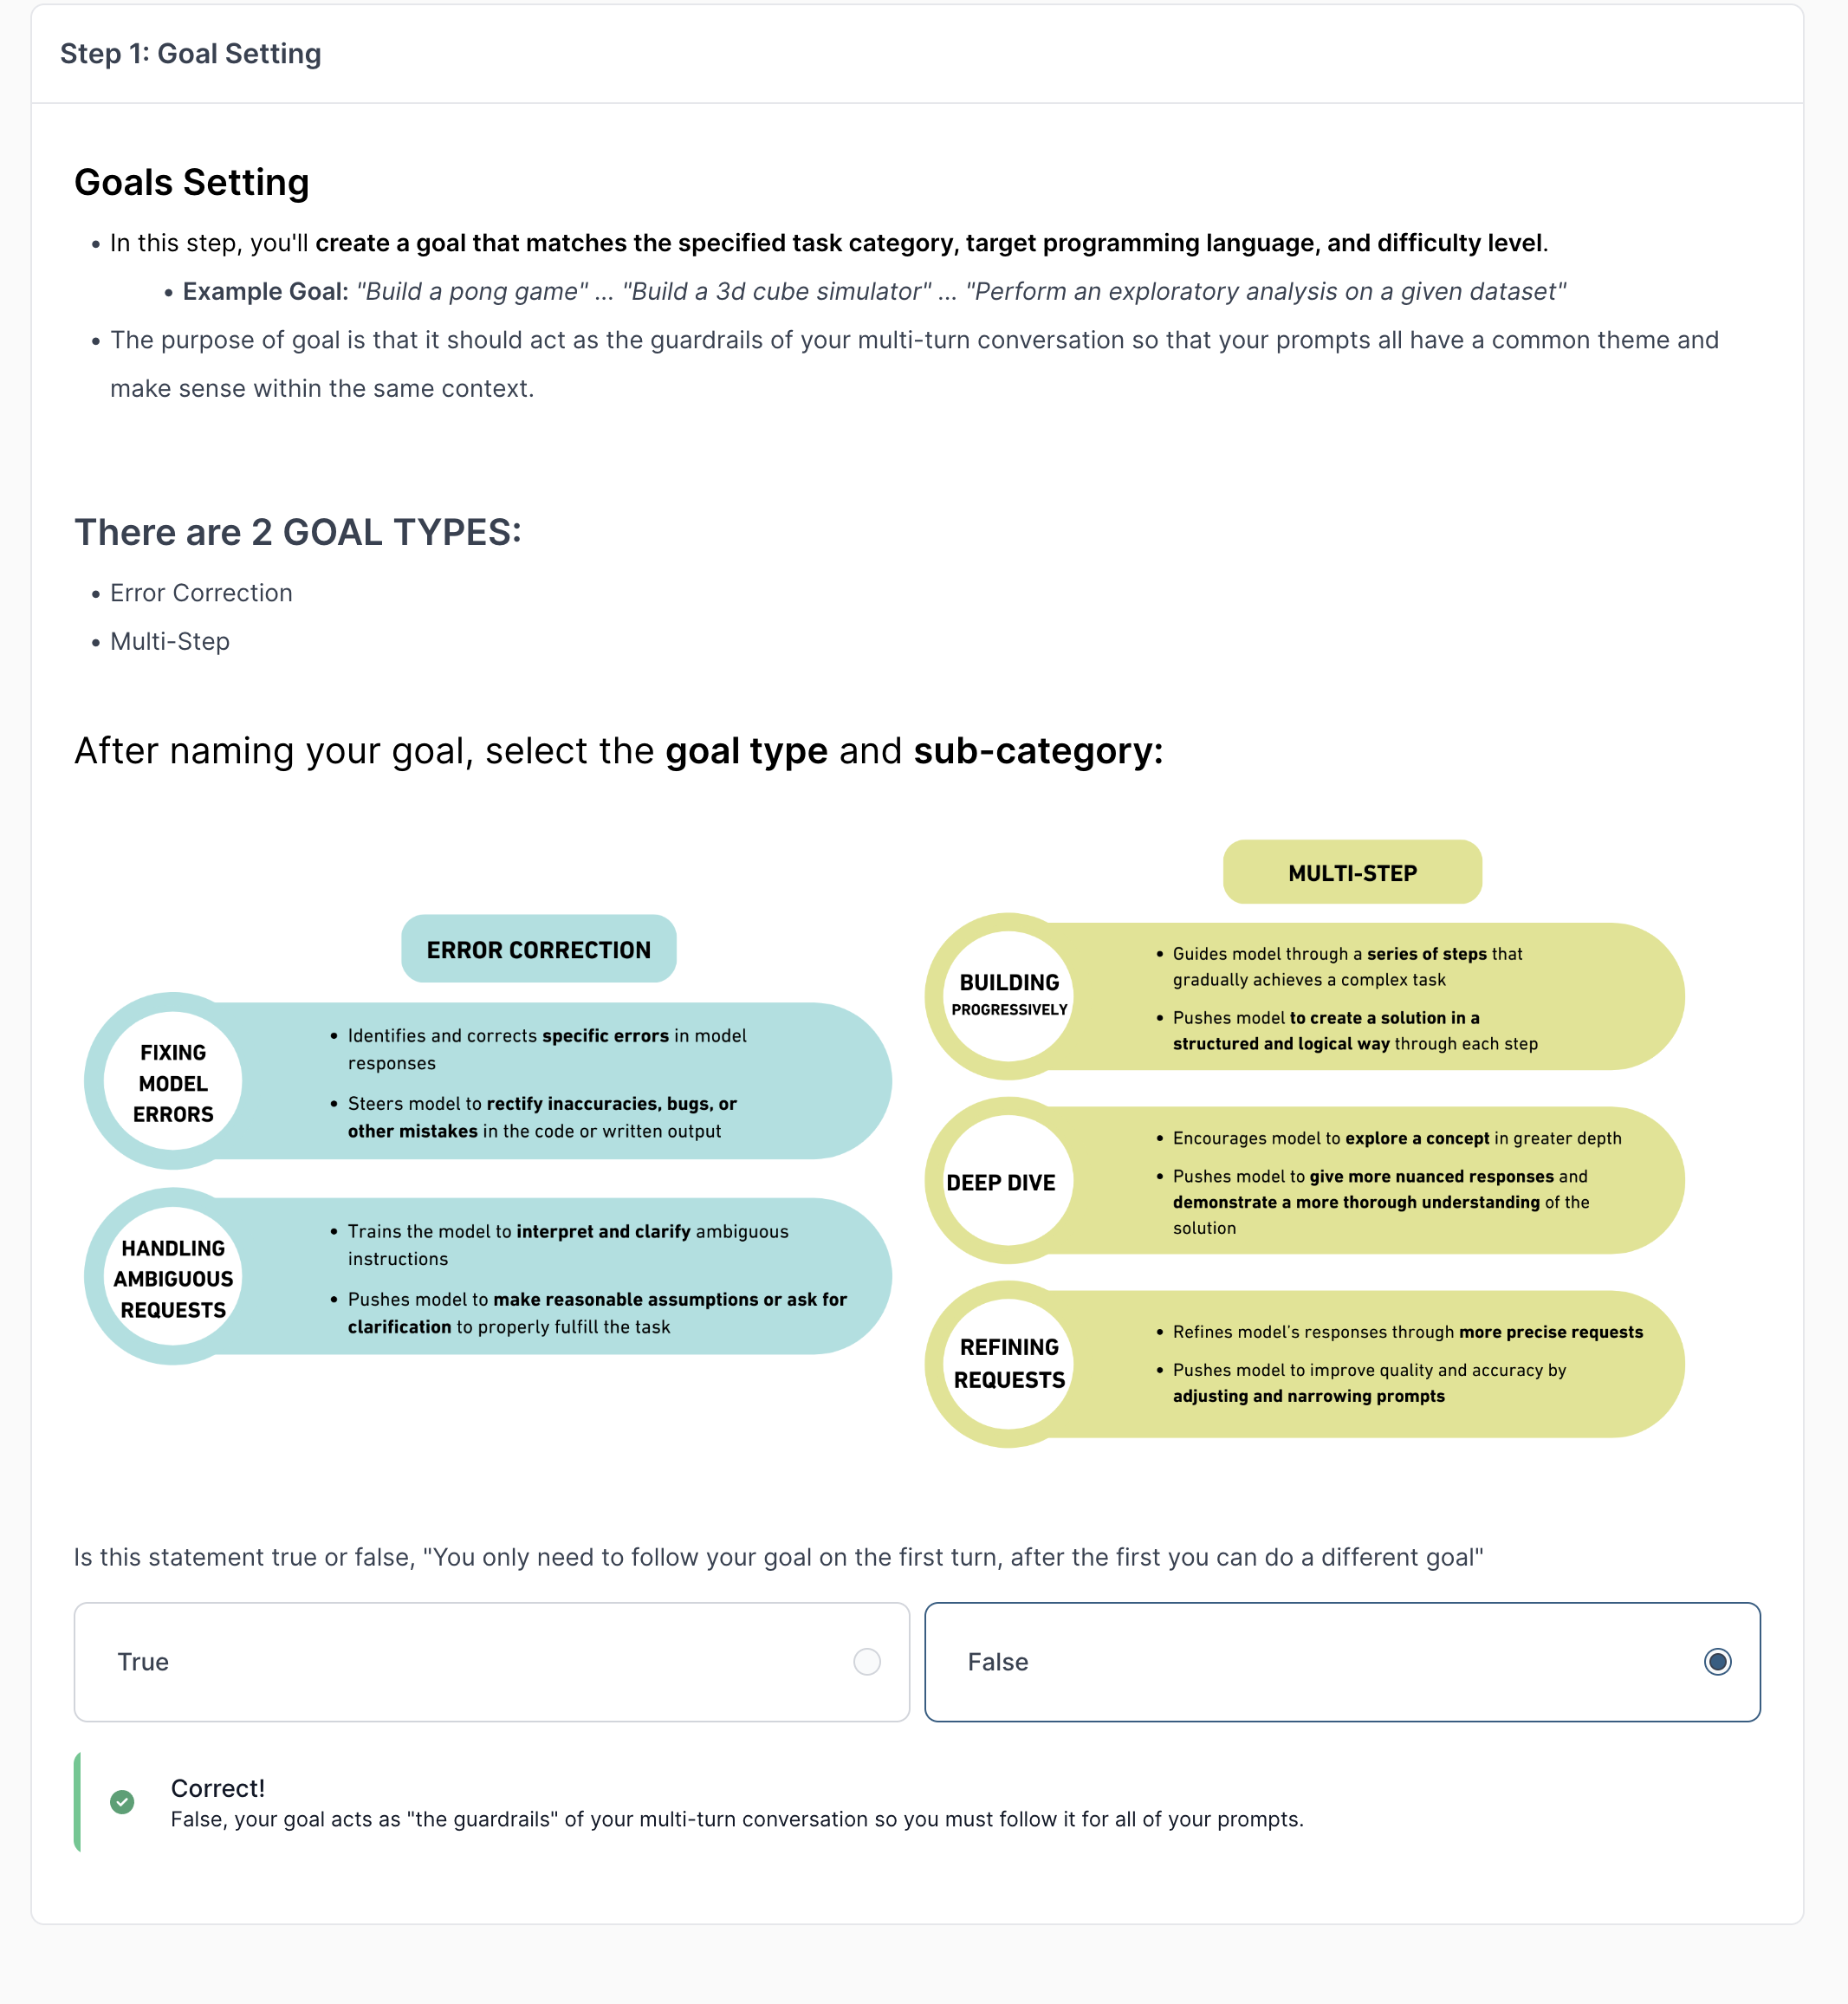 Step 1: Goal Setting
Goals Setting
• In this step, you'll create a goal that matches the specified task category, target programming language, and difficulty level.
• Example Goal: "Build a pong game" ... "Build a 3d cube simulator" ... "Perform an exploratory analysis on a given dataset"
• The purpose of goal is that it should act as the guardrails of your multi-turn conversation so that your prompts all have a common theme and
make sense within the same context.
There are 2 GOAL TYPES:
• Error Correction
• Multi-Step
After naming your goal, select the goal type and sub-category:
ERROR CORRECTION
FIXING
MODEL
ERRORS
• Identifies and corrects specific errors in model
responses
• Steers model to rectify inaccuracies, bugs, or
other mistakes in the code or written output
HANDLING
AMBIGUOUS
REQUESTS
• Trains the model to interpret and clarify ambiguous
instructions
• Pushes model to make reasonable assumptions or ask for
clarification to properly fulfill the task
MULTI-STEP
BUILDING
PROGRESSIVELY
• Guides model through a series of steps that
gradually achieves a complex task
• Pushes model to create a solution in a
structured and logical way through each step
DEEP DIVE
• Encourages model to explore a concept in greater depth
• Pushes model to give more nuanced responses and
demonstrate a more thorough understanding of the
solution
REFINING
REQUESTS
• Refines model's responses through more precise requests
• Pushes model to improve quality and accuracy by
adjusting and narrowing prompts
Is this statement true or false, "You only need to follow your goal on the first turn, after the first you can do a different goal"
True
False
Correct!
False, your goal acts as "the guardrails" of your multi-turn conversation so you must follow it for all of your prompts.